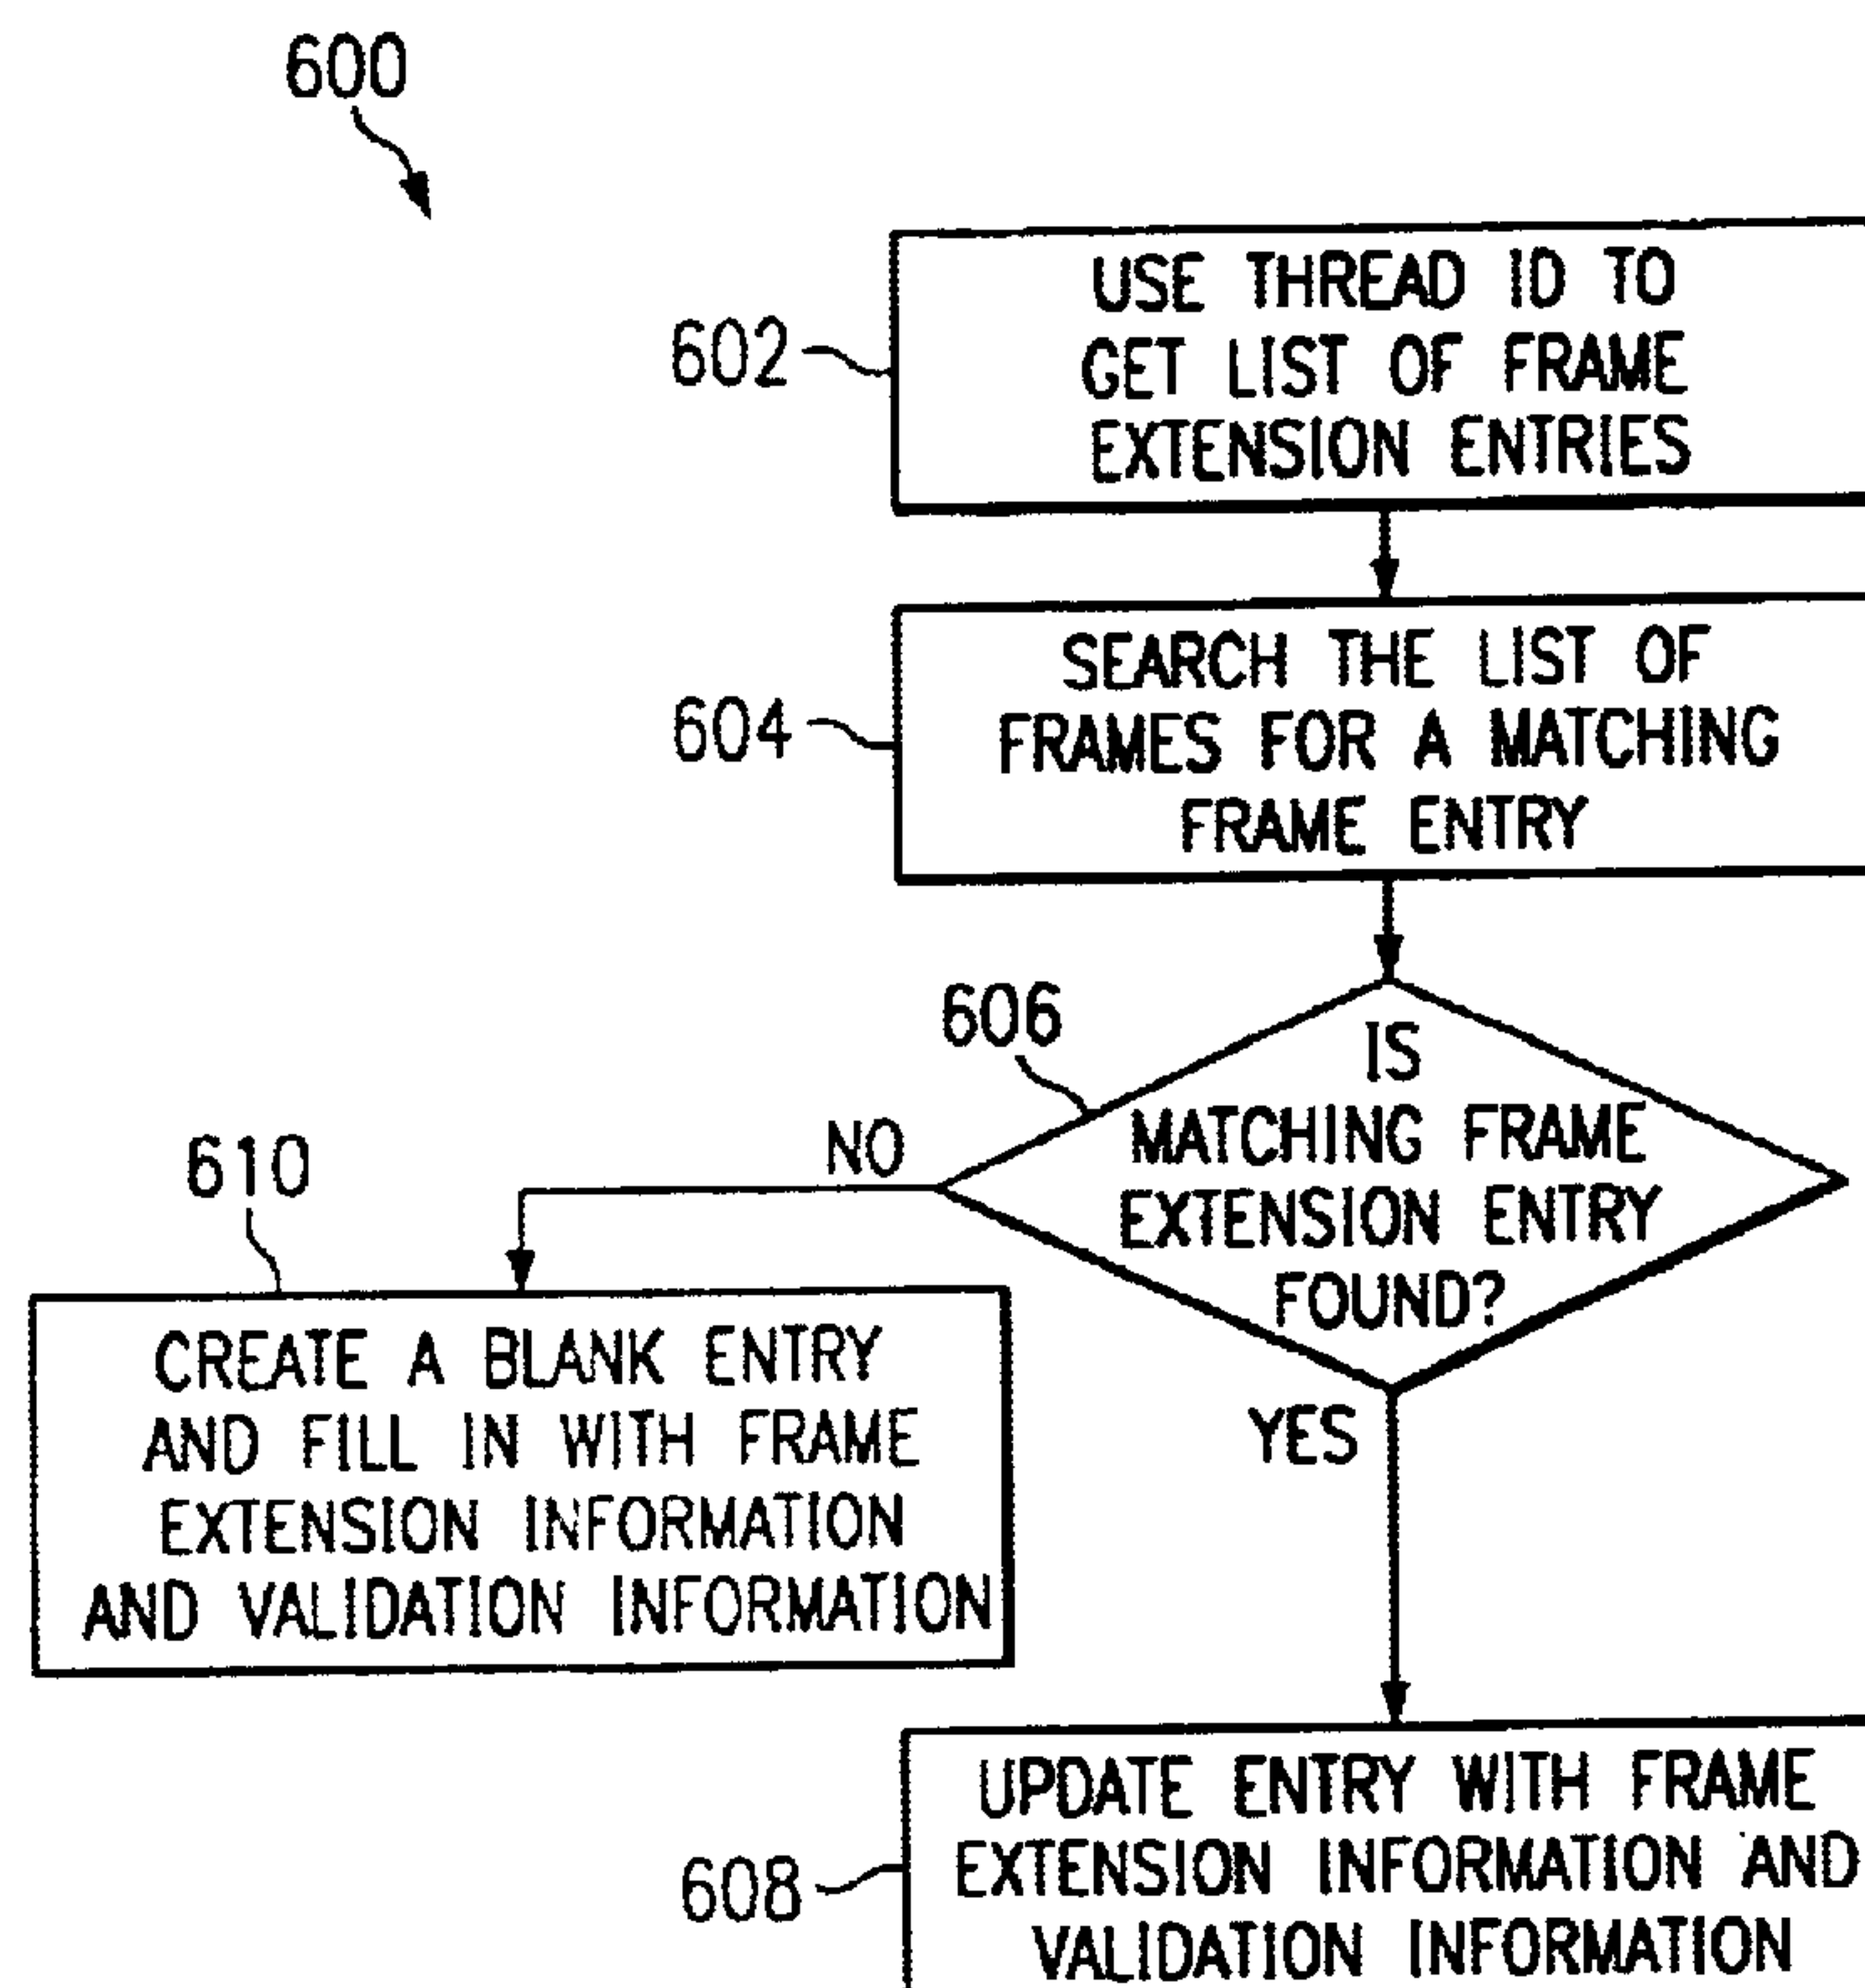 600
602
USE THREAD ID TO
GET LIST OF FRAME
EXTENSION ENTRIES
604
SEARCH THE LIST OF
FRAMES FOR A MATCHING
FRAME ENTRY
606
IS
MATCHING FRAME
EXTENSION ENTRY
FOUND?
NO
610
CREATE A BLANK ENTRY
AND FILL IN WITH FRAME
EXTENSION INFORMATION
AND VALIDATION INFORMATION
YES
608
UPDATE ENTRY WITH FRAME
EXTENSION INFORMATION AND
VALIDATION INFORMATION